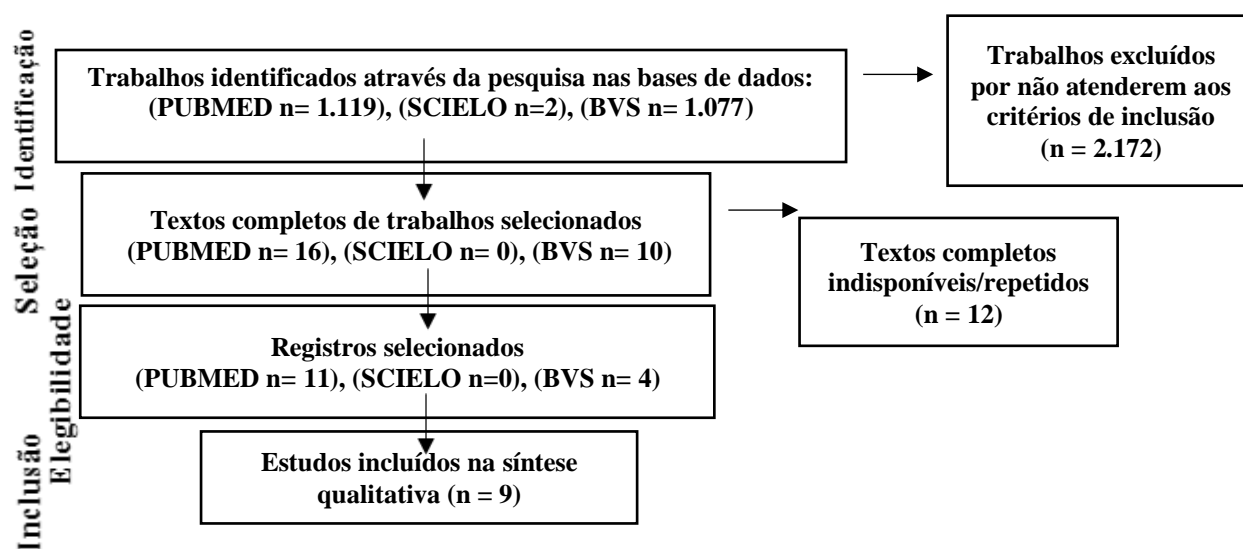 Identificação
Trabalhos identificados através da pesquisa nas bases de dados:
(PUBMED n= 1.119), (SCIELO n=2), (BVS n= 1.077)
Trabalhos excluídos
por não atenderem aos
critérios de inclusão
(n = 2.172)
Seleção
Textos completos de trabalhos selecionados
(PUBMED n= 16), (SCIELO n= 0), (BVS n= 10)
Textos completos
indisponíveis/repetidos
(n = 12)
Elegibilidade
Registros selecionados
(PUBMED n= 11), (SCIELO n=0), (BVS n= 4)
Inclusão
Estudos incluídos na síntese
qualitativa (n = 9)